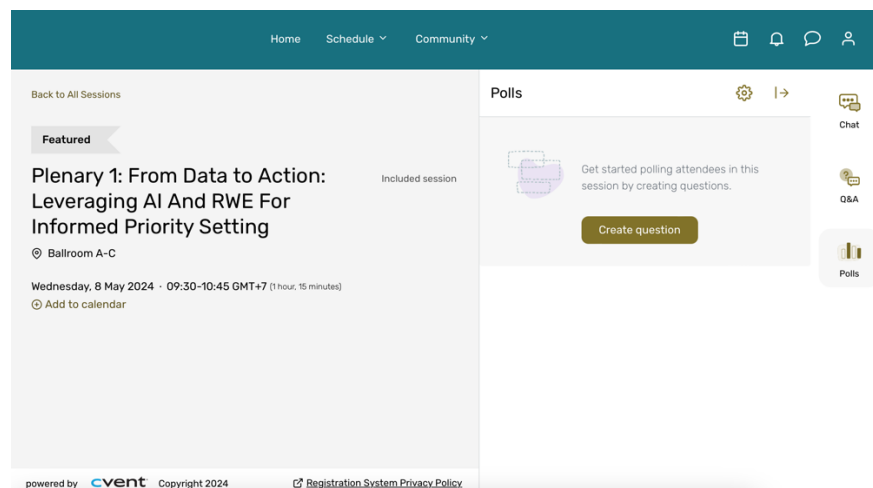 Home Schedule Community
Back to All Sessions
Featured
Plenary 1: From Data to Action:
Leveraging AI And RWE For
Informed Priority Setting
Included session
Ballroom A-C
Wednesday, 8 May 2024 · 09:30-10:45 GMT+7 (1 hour, 15 minutes)
Add to calendar
powered by cvent Copyright 2024 Registration System Privacy Policy
Polls
Get started polling attendees in this
session by creating questions.
Create question
Chat
Q&A
Polls